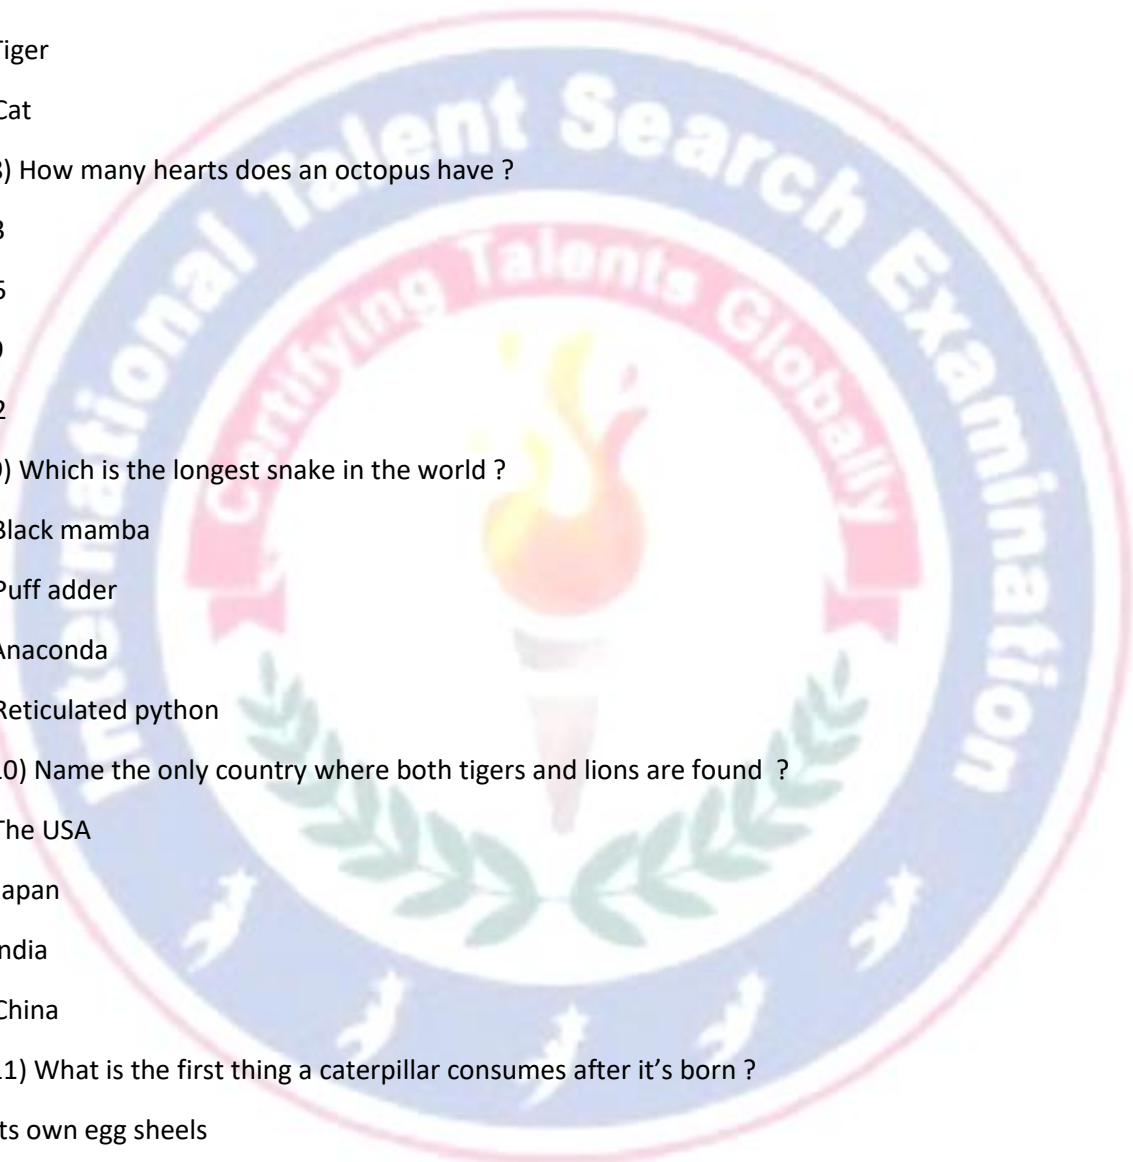 Tiger
Cat
) How many hearts does an octopus have ?
3
2
) Which is the longest snake in the world ?
Black mamba
Puff adder
Anaconda
Reticulated python
0) Name the only country where both tigers and lions are found ?
The USA
apan
ndia
China
1) What is the first thing a caterpillar consumes after it’s born ?
ts own egg sheels
International Talent Search Examination
Certifying Talents Globally